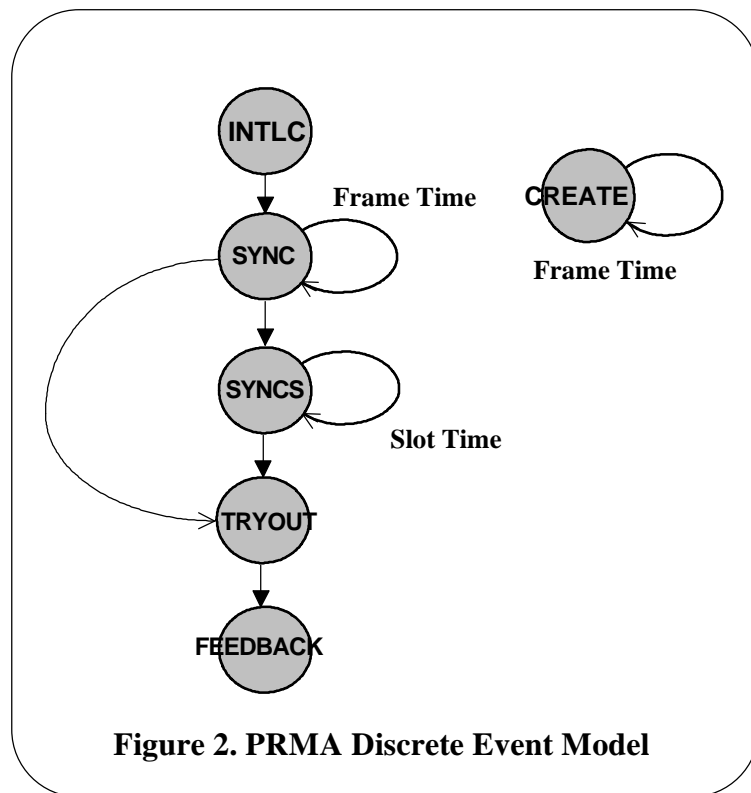 INTLC
Frame Time
CREATE
SYNC
Frame Time
SYNCS
Slot Time
TRYOUT
FEEDBACK
Figure 2. PRMA Discrete Event Model